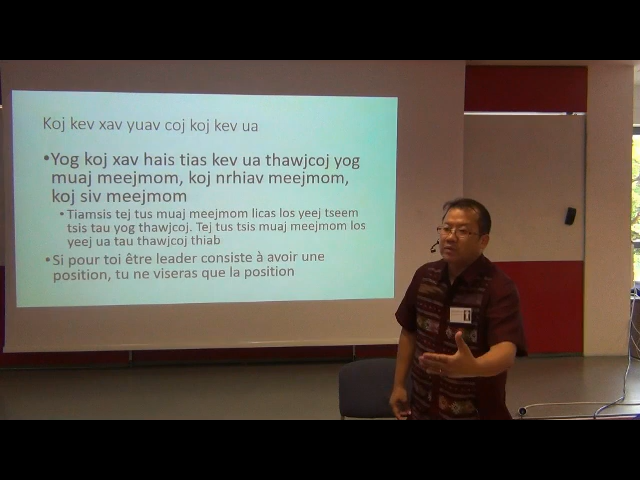 Koj kev xav yuav coj koj kev ua
•Yog koj xav hais tias kev ua thawjcoj yog
muaj meejmom, koj nrhiav meejmom,
koj siv meejmom
• Tiamsis tej tus muaj meejmom licas los yeej tseem
tsis tau yog thawjcoj. Tej tus tsis muaj meejmom los
yeej ua tau thawjcoj thiab
•Si pour toi être leader consiste à avoir une
position, tu ne viseras que la position